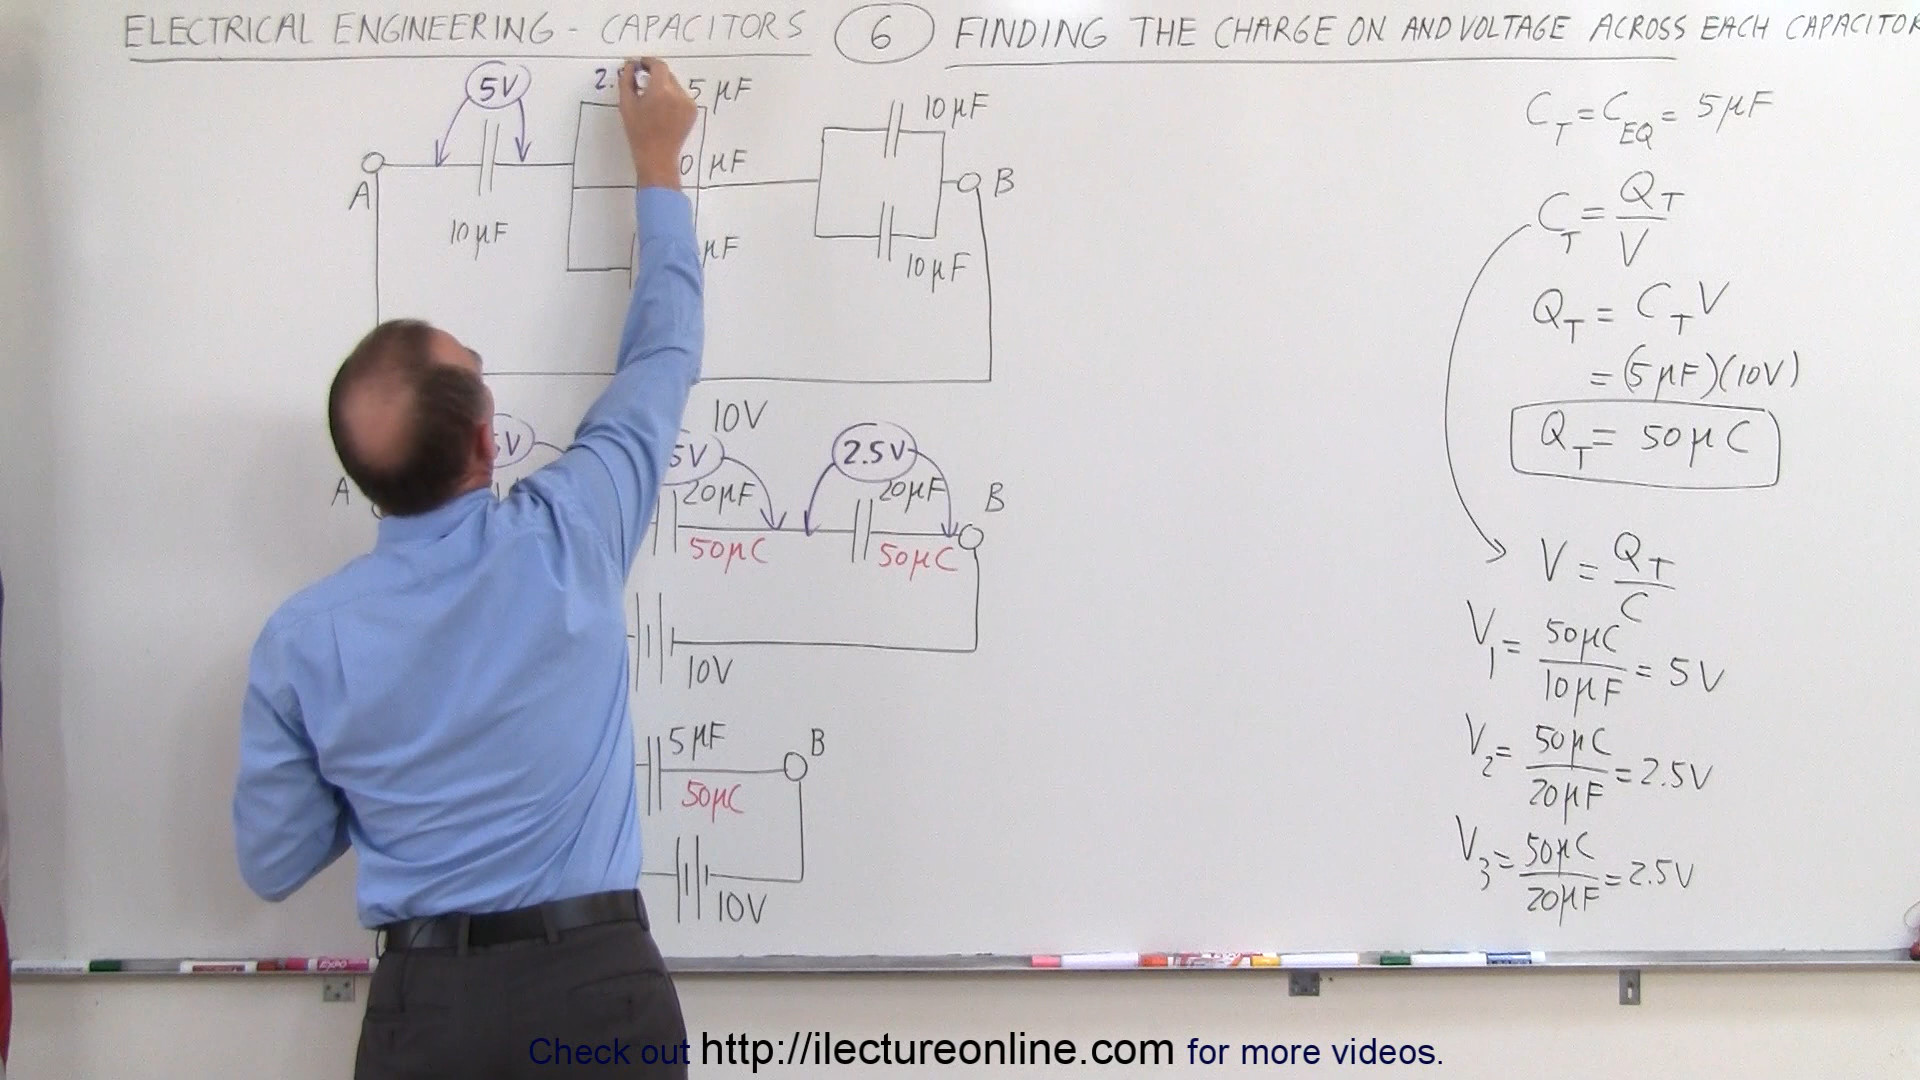 ELECTRICAL ENGINEERING - CAPACITORS 6 FINDING THE CHARGE ON AND VOLTAGE ACROSS EACH CAPACITOR
5V
5 µF
10µF
A
10µF
µF
B
µF
10µF
10V
2.5V
A
20µF
20µF
B
50µC
50µC
10V
5µF
B
50µC
10V
C_T = C_EQ = 5µF
C_T = Q_T / V
Q_T = C_T V
= (5µF)(10V)
Q_T = 50µC
V = Q_T / C
V_1 = 50µC / 10µF = 5V
V_2 = 50µC / 20µF = 2.5V
V_3 = 50µC / 20µF = 2.5V
EXPO
Check out http://ilectureonline.com for more videos.